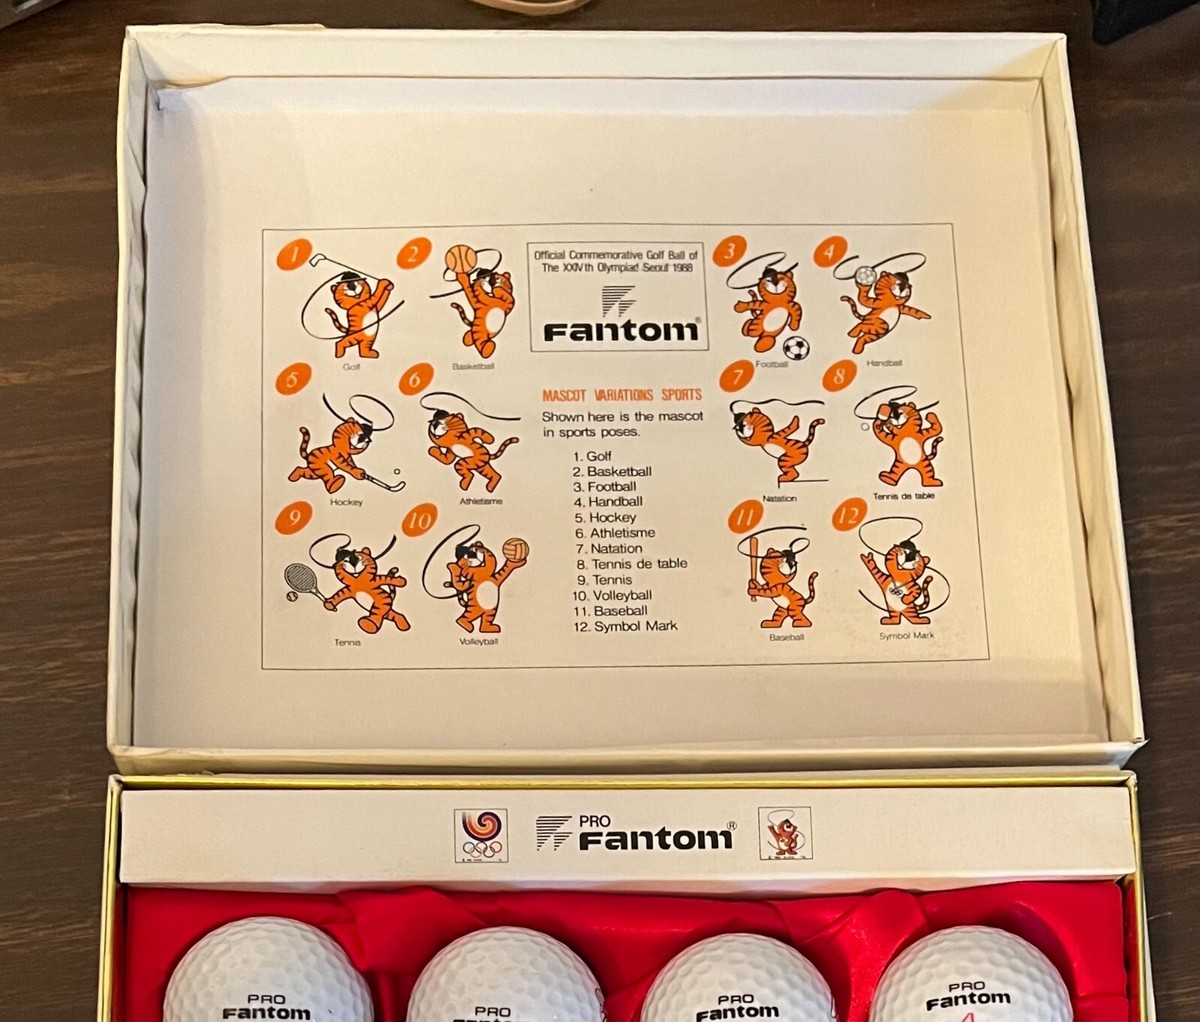 1
2
Official Commemorative Golf Ball of
The XXIVth Olympiad Seoul 1988
Fantom®
3
4
Golf
Basketball
Football
Handball
5
6
7
8
MASCOT VARIATIONS SPORTS
Shown here is the mascot
in sports poses.
1. Golf
2. Basketball
3. Football
4. Handball
5. Hockey
6. Athletisme
7. Natation
8. Tennis de table
9. Tennis
10. Volleyball
11. Baseball
12. Symbol Mark
Hockey
Athletisme
Natation
Tennis de table
9
10
11
12
Tennis
Volleyball
Baseball
Symbol Mark
PRO
Fantom®
PRO
Fantom
PRO
PRO
Fantom
PRO
Fantom